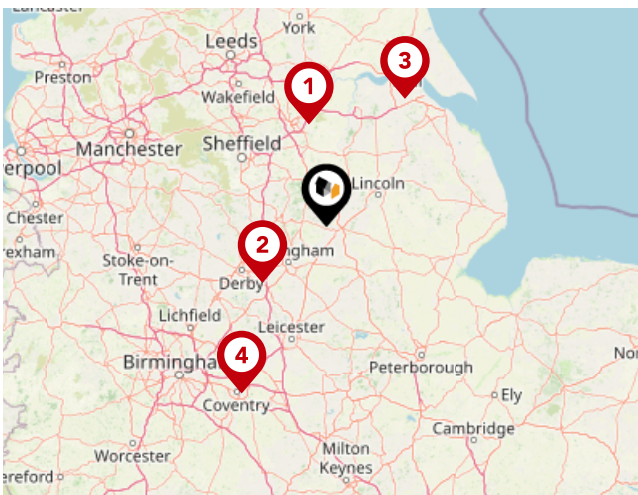 Lancaster
York
Leeds
3
Preston
1
Wakefield
Manchester
Sheffield
erpool
Lincoln
Chester
2
ngham
rexham
Stoke-on-
Trent
Derby
Lichfield
Leicester
4
Birmingha
Peterborough
Nor
Ely
Coventry
Cambridge
Worcester
Milton
Keynes
ereford